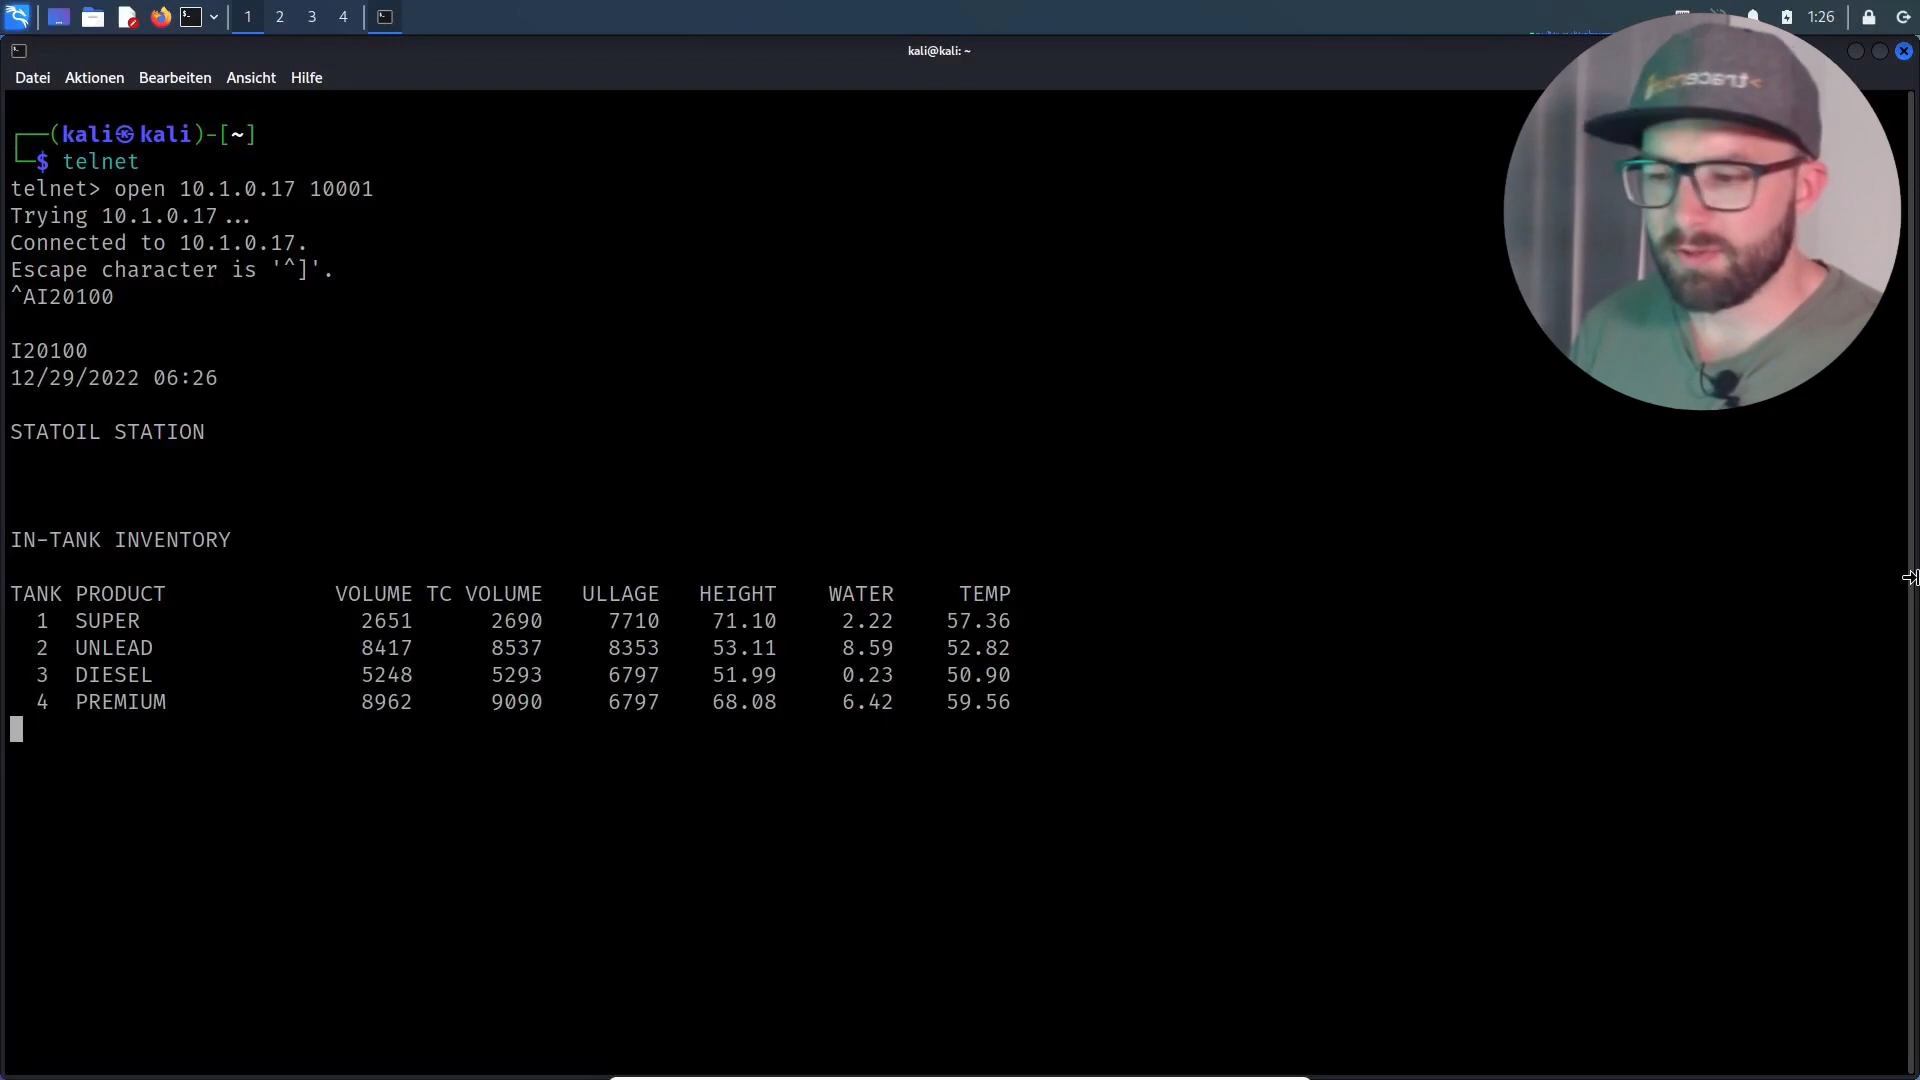 1 2 3 4 1:26
kali@kali: ~
Datei Aktionen Bearbeiten Ansicht Hilfe
(kali㉿kali)-[~]
$ telnet
telnet> open 10.1.0.17 10001
Trying 10.1.0.17...
Connected to 10.1.0.17.
Escape character is '^]'.
^AI20100
I20100
12/29/2022 06:26
STATOIL STATION
IN-TANK INVENTORY
TANK PRODUCT VOLUME TC VOLUME ULLAGE HEIGHT WATER TEMP
1 SUPER 2651 2690 7710 71.10 2.22 57.36
2 UNLEAD 8417 8537 8353 53.11 8.59 52.82
3 DIESEL 5248 5293 6797 51.99 0.23 50.90
4 PREMIUM 8962 9090 6797 68.08 6.42 59.56